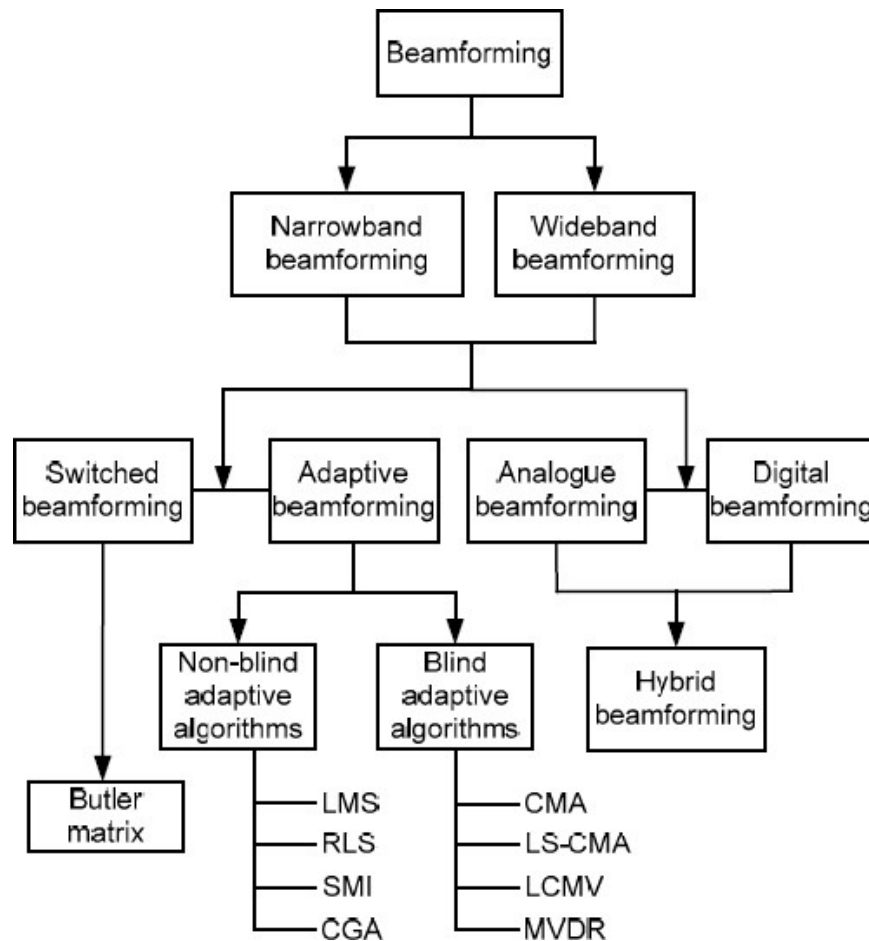 Beamforming
Narrowband
beamforming
Wideband
beamforming
Switched
beamforming
Adaptive
beamforming
Analogue
beamforming
Digital
beamforming
Non-blind
adaptive
algorithms
Blind
adaptive
algorithms
Hybrid
beamforming
Butler
matrix
LMS
RLS
SMI
CGA
CMA
LS-CMA
LCMV
MVDR